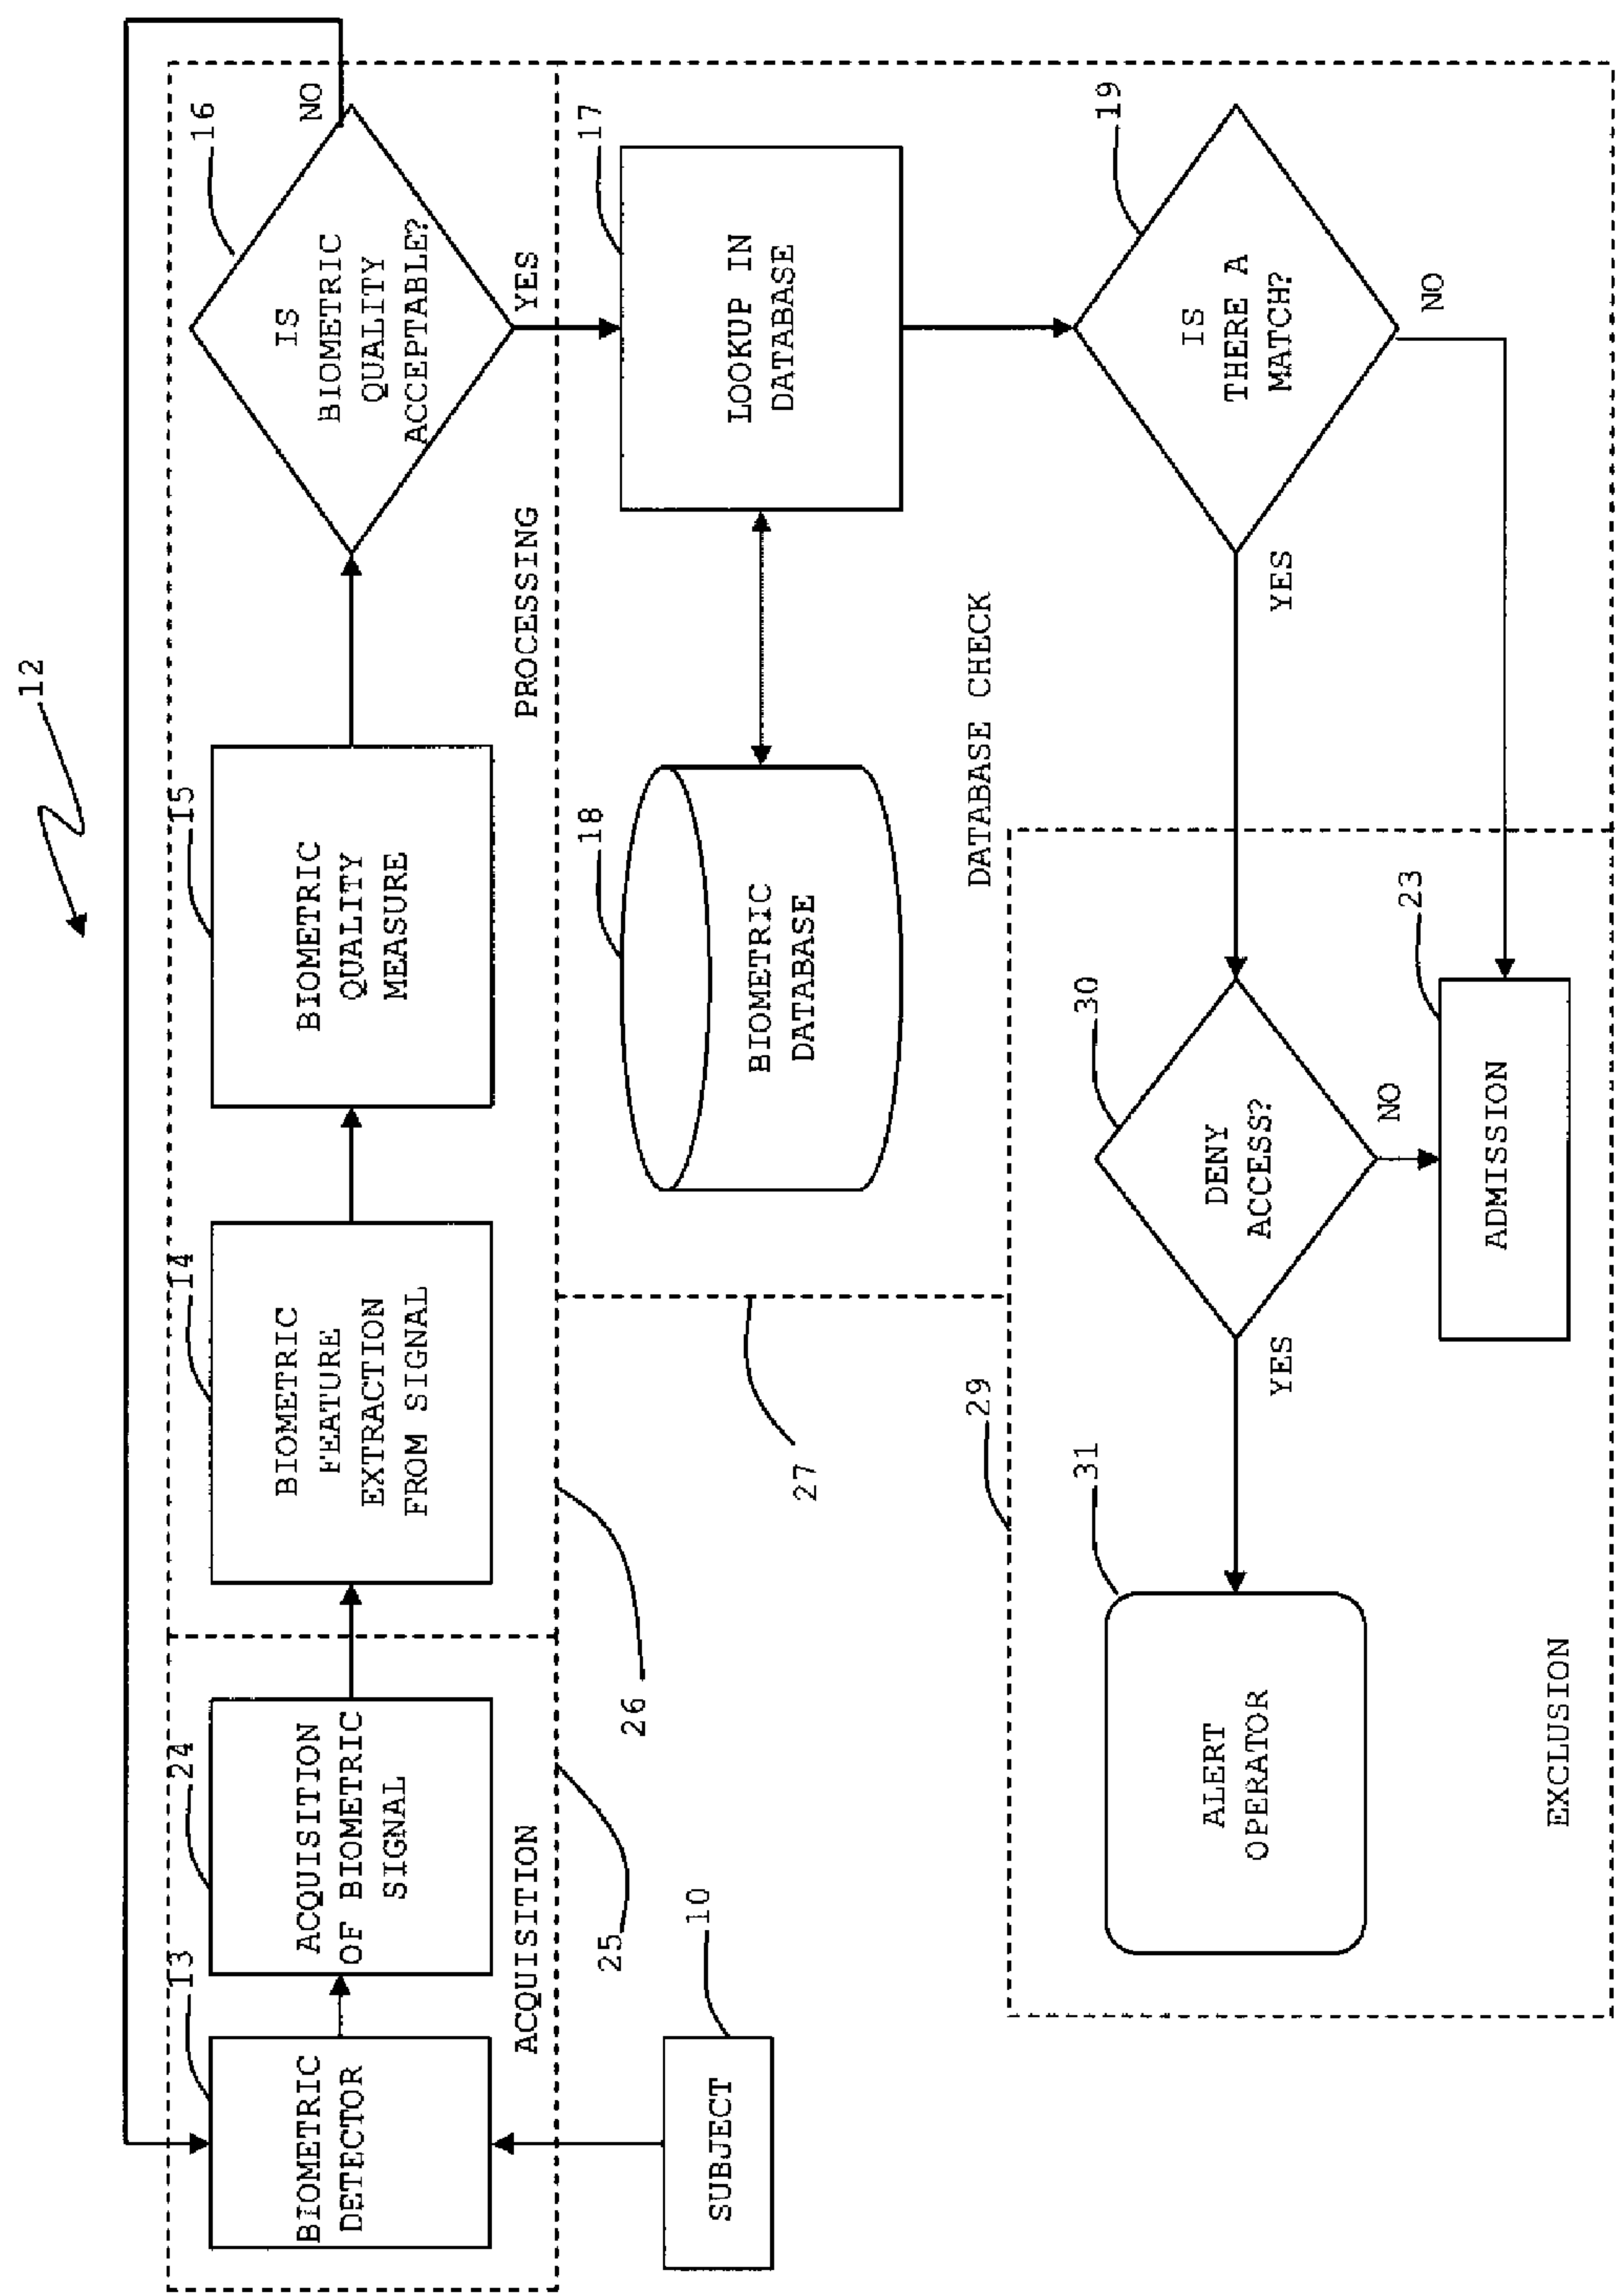 12
13
BIOMETRIC
DETECTOR
24
ACQUISITION
OF BIOMETRIC
SIGNAL
ACQUISITION
25
14
BIOMETRIC
FEATURE
EXTRACTION
FROM SIGNAL
26
15
BIOMETRIC
QUALITY
MEASURE
PROCESSING
16
IS
BIOMETRIC
QUALITY
ACCEPTABLE?
NO
YES
10
SUBJECT
27
18
BIOMETRIC
DATABASE
17
LOOKUP IN
DATABASE
DATABASE CHECK
19
IS
THERE A
MATCH?
YES
NO
29
31
ALERT
OPERATOR
30
DENY
ACCESS?
YES
NO
23
ADMISSION
EXCLUSION